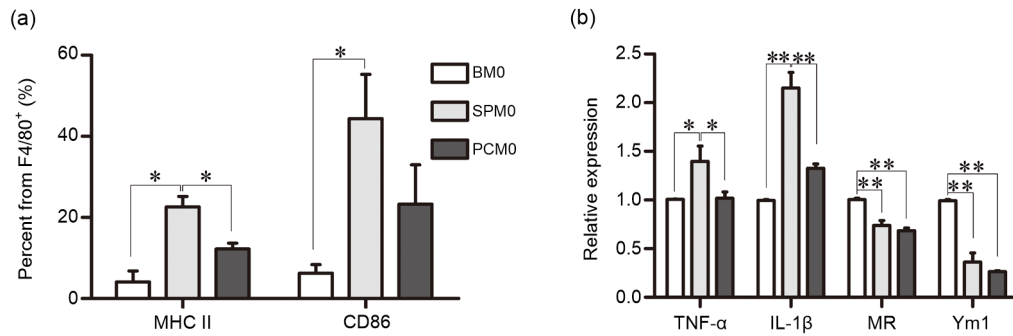 (a)
Percent from F4/80⁺ (%)
60
40
20
0
*
*
*
MHC II
CD86
BM0
SPM0
PCM0
(b)
Relative expression
2.5
2.0
1.5
1.0
0.5
0.0
*
*
**
**
**
**
**
**
TNF-α
IL-1β
MR
Ym1